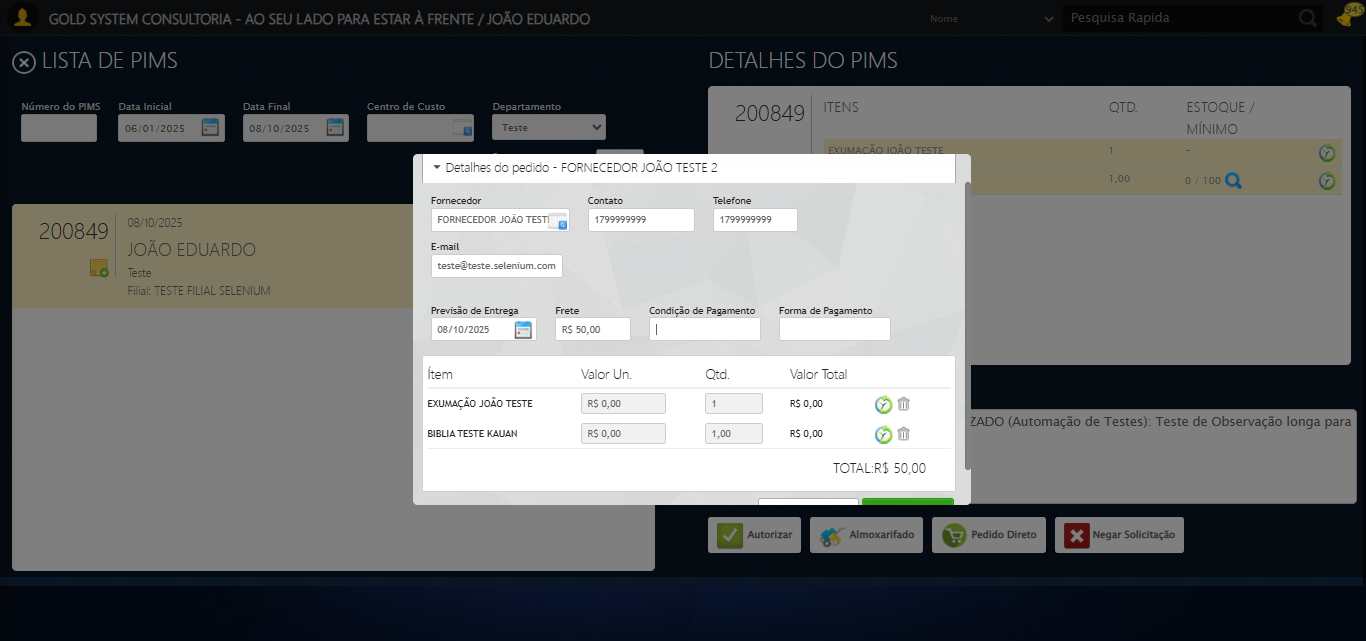 GOLD SYSTEM CONSULTORIA - AO SEU LADO PARA ESTAR À FRENTE / JOÃO EDUARDO
Nome
Pesquisa Rapida
945
LISTA DE PIMS
Número do PIMS
Data Inicial
Data Final
Centro de Custo
Departamento
06/01/2025
08/10/2025
Teste
200849
08/10/2025
JOÃO EDUARDO
Teste
Filial: TESTE FILIAL SELENIUM
DETALHES DO PIMS
200849
ITENS
QTD.
ESTOQUE /
MÍNIMO
EXUMAÇÃO JOÃO TESTE
1
–
1,00
0 / 100
Detalhes do pedido - FORNECEDOR JOÃO TESTE 2
Fornecedor
Contato
Telefone
FORNECEDOR JOÃO TEST
1799999999
1799999999
E-mail
teste@teste.selenium.com
Previsão de Entrega
Frete
Condição de Pagamento
Forma de Pagamento
08/10/2025
R$ 50,00
Ítem
Valor Un.
Qtd.
Valor Total
EXUMAÇÃO JOÃO TESTE
R$ 0,00
1
R$ 0,00
BIBLIA TESTE KAUAN
R$ 0,00
1,00
R$ 0,00
TOTAL:R$ 50,00
ZADO (Automação de Testes): Teste de Observação longa para
Autorizar
Almoxarifado
Pedido Direto
Negar Solicitação